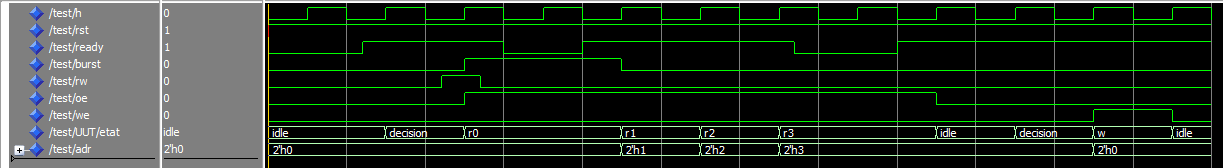 /test/h 0
/test/rst 1
/test/ready 1
/test/burst 0
/test/rw 0
/test/oe 0
/test/we 0
/test/UUT/etat idle idle decision r0 r1 r2 r3 idle decision w idle
/test/adr 2'h0 2'h0 2'h1 2'h2 2'h3 2'h0